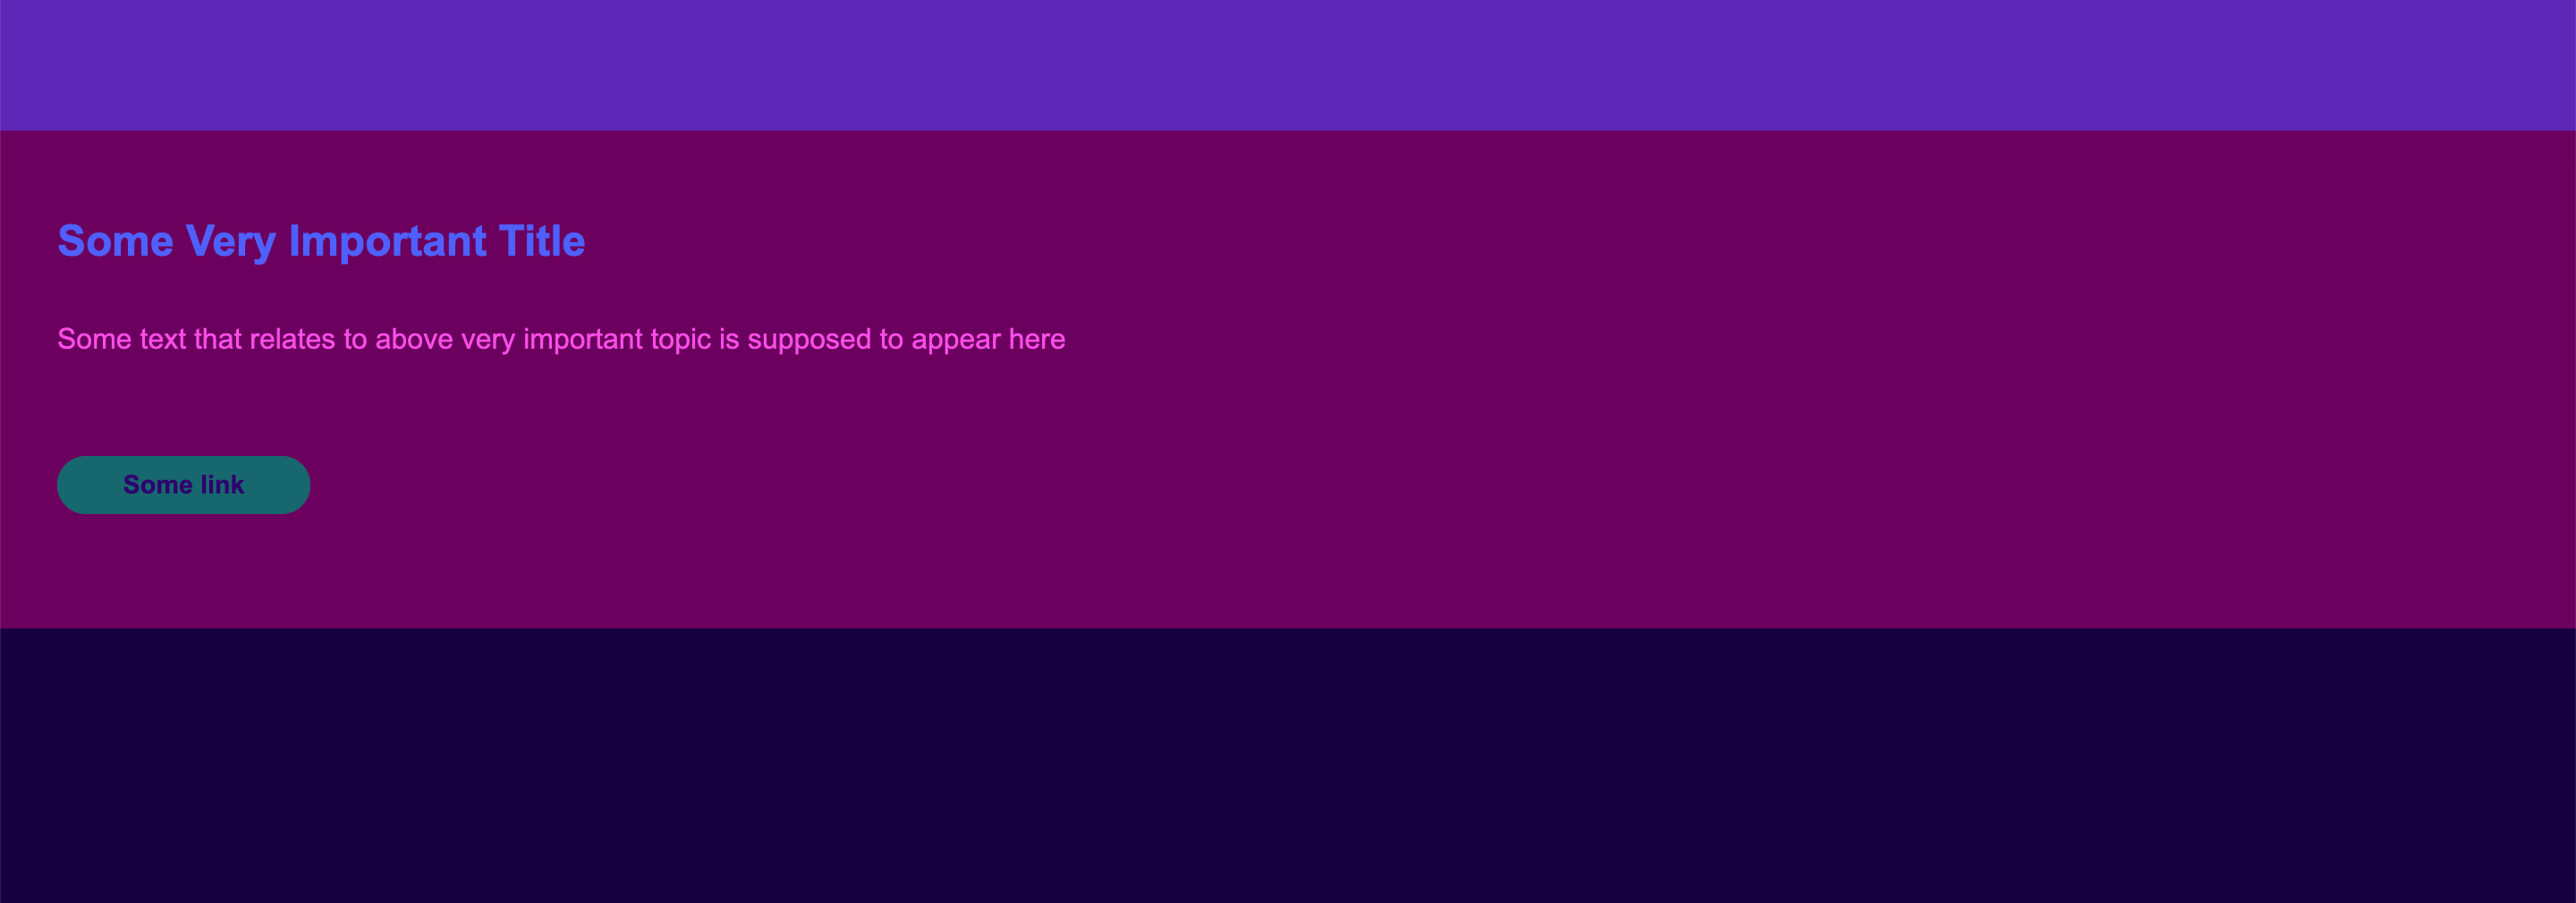 Some Very Important Title
Some text that relates to above very important topic is supposed to appear here
Some link